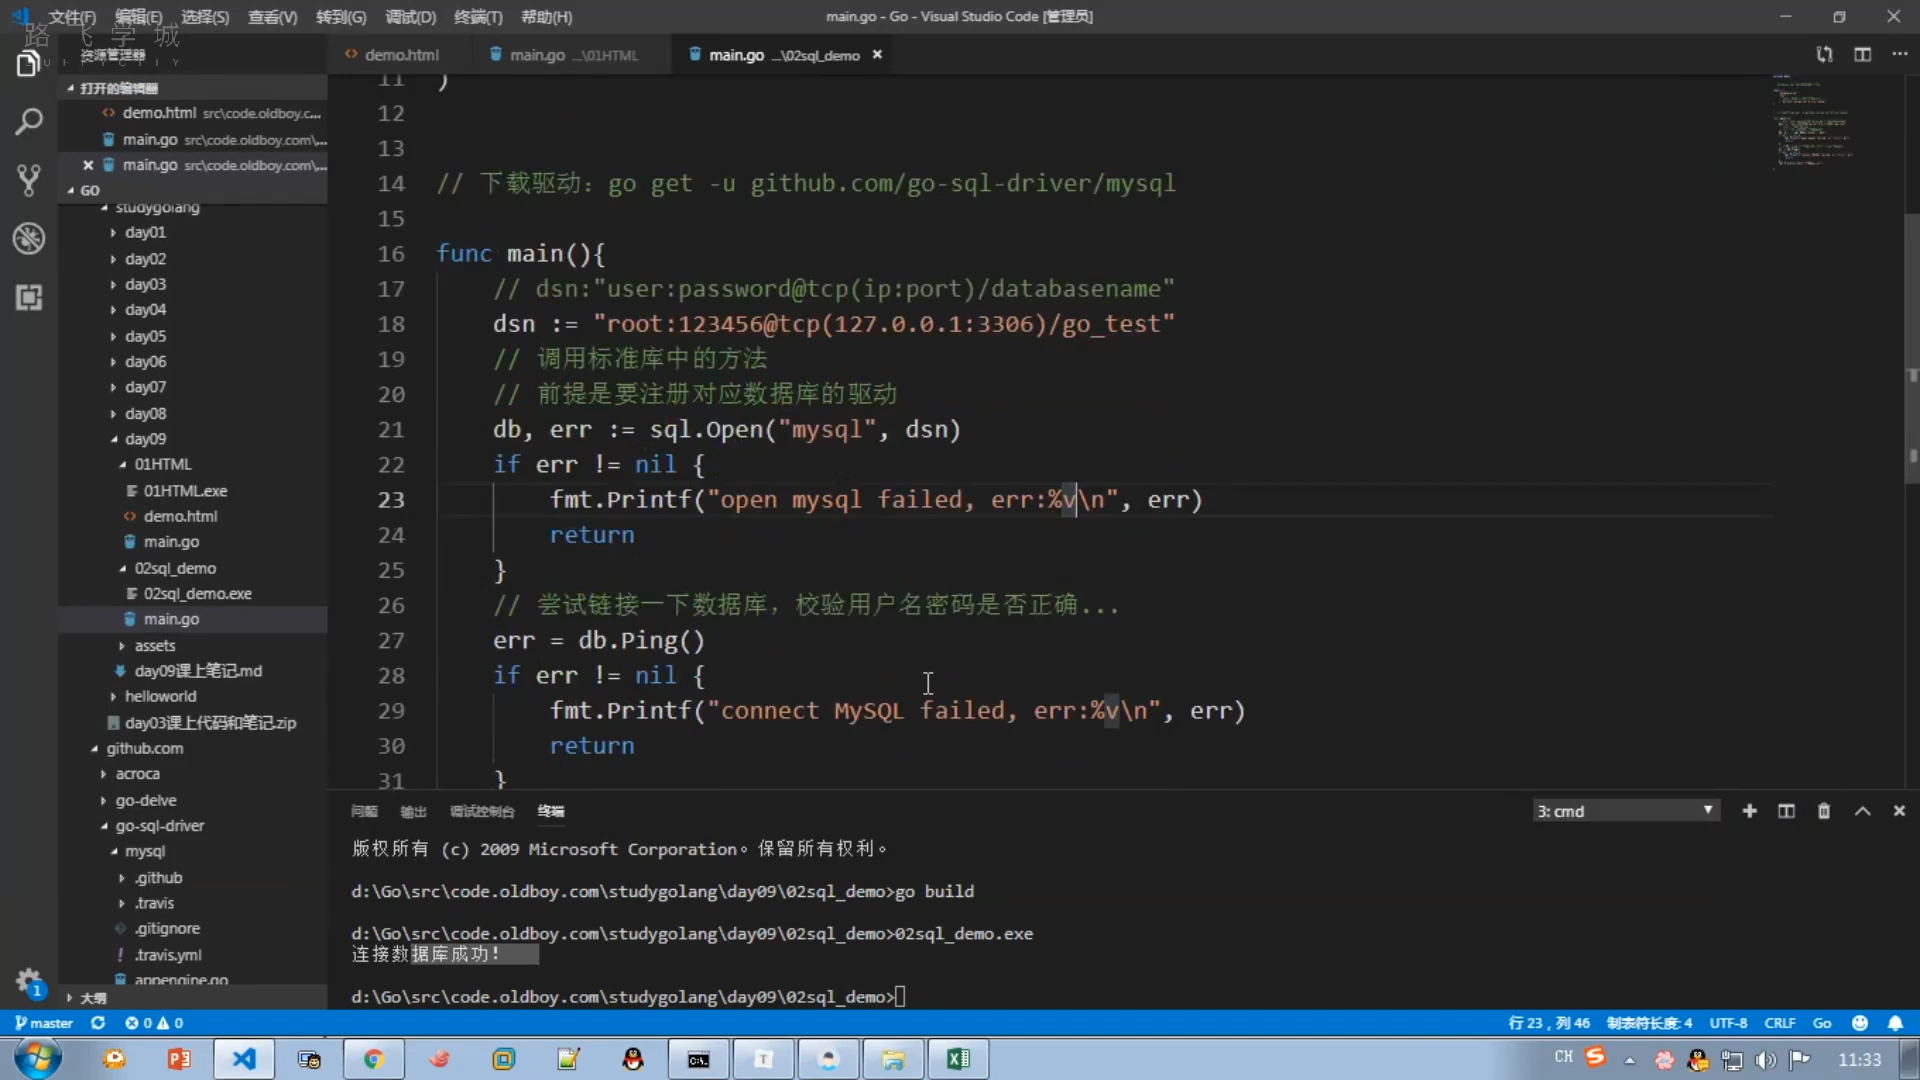 文件(F) 编辑(E) 选择(S) 查看(V) 转到(G) 调试(D) 终端(T) 帮助(H)
main.go - Go - Visual Studio Code [管理员]
路飞学城
资源管理器
demo.html
main.go ...\01HTML
main.go ...\02sql_demo
打开的编辑器
demo.html src\code.oldboy.c...
main.go src\code.oldboy.com\...
main.go src\code.oldboy.com\...
GO
studygolang
day01
day02
day03
day04
day05
day06
day07
day08
day09
01HTML
01HTML.exe
demo.html
main.go
02sql_demo
02sql_demo.exe
main.go
assets
day09课上笔记.md
helloworld
day03课上代码和笔记.zip
github.com
acroca
go-delve
go-sql-driver
mysql
.github
.travis
.gitignore
.travis.yml
appengine.go
大纲
11 )
12
13
14 // 下载驱动：go get -u github.com/go-sql-driver/mysql
15
16 func main(){
17 // dsn:"user:password@tcp(ip:port)/databasename"
18 dsn := "root:123456@tcp(127.0.0.1:3306)/go_test"
19 // 调用标准库中的方法
20 // 前提是要注册对应数据库的驱动
21 db, err := sql.Open("mysql", dsn)
22 if err != nil {
23 fmt.Printf("open mysql failed, err:%v\n", err)
24 return
25 }
26 // 尝试链接一下数据库，校验用户名密码是否正确...
27 err = db.Ping()
28 if err != nil {
29 fmt.Printf("connect MySQL failed, err:%v\n", err)
30 return
31 }
问题 输出 调试控制台 终端
3: cmd
版权所有 (c) 2009 Microsoft Corporation。保留所有权利。
d:\Go\src\code.oldboy.com\studygolang\day09\02sql_demo>go build
d:\Go\src\code.oldboy.com\studygolang\day09\02sql_demo>02sql_demo.exe
连接数据库成功！
d:\Go\src\code.oldboy.com\studygolang\day09\02sql_demo>
1
master 0 0
行 23，列 46 制表符长度: 4 UTF-8 CRLF Go
CH
11:33